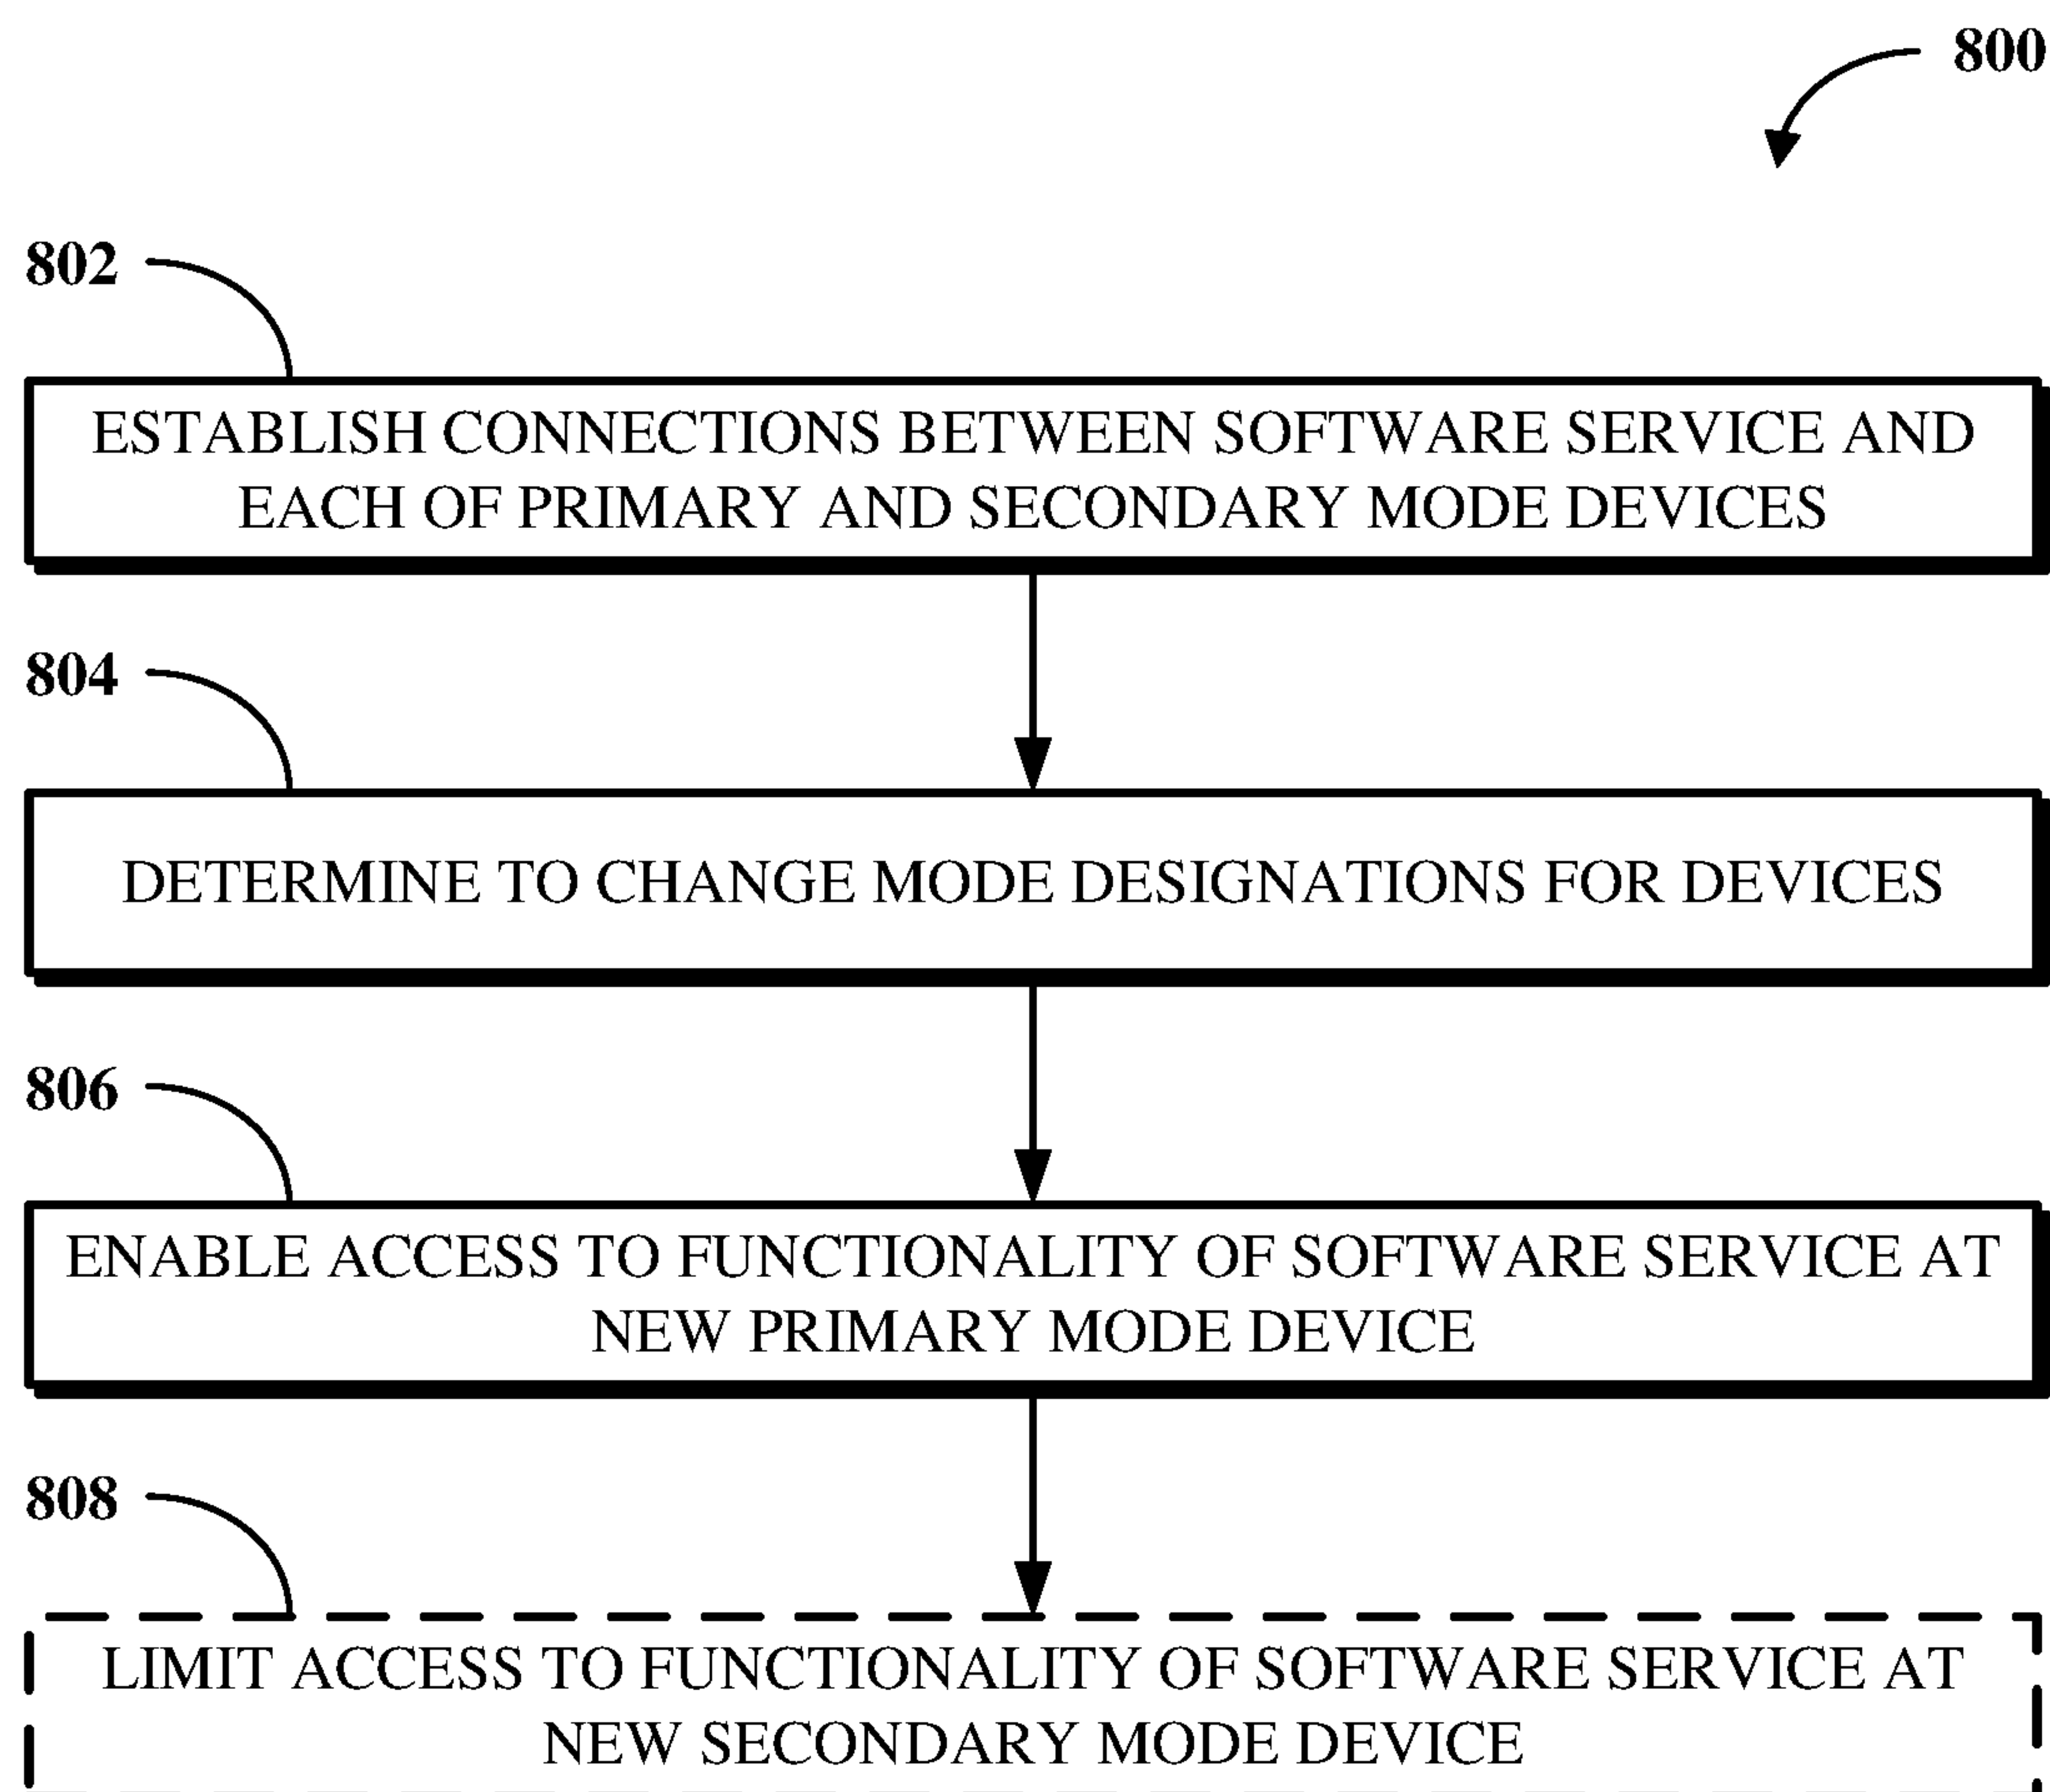 800
802
ESTABLISH CONNECTIONS BETWEEN SOFTWARE SERVICE AND
EACH OF PRIMARY AND SECONDARY MODE DEVICES
804
DETERMINE TO CHANGE MODE DESIGNATIONS FOR DEVICES
806
ENABLE ACCESS TO FUNCTIONALITY OF SOFTWARE SERVICE AT
NEW PRIMARY MODE DEVICE
808
LIMIT ACCESS TO FUNCTIONALITY OF SOFTWARE SERVICE AT
NEW SECONDARY MODE DEVICE